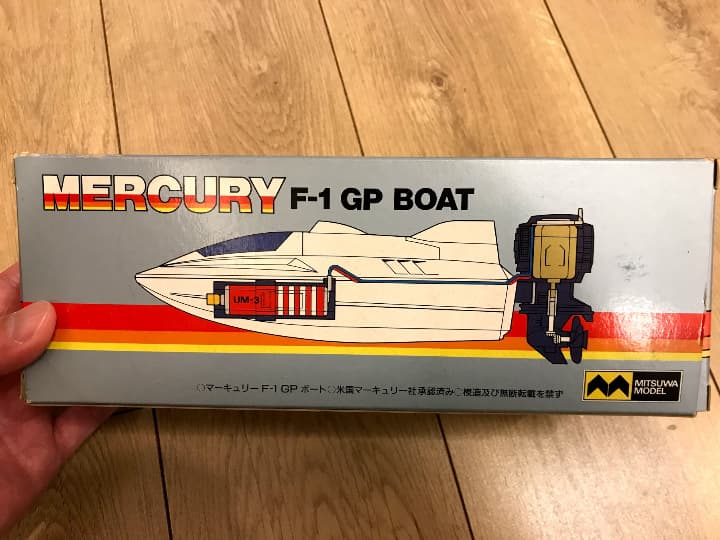 MERCURY F-1 GP BOAT
UM-3
○マーキュリー F-1 GP ボート○米国マーキュリー社承認済み○模造及び無断転載を禁ず
MITSUWA
MODEL